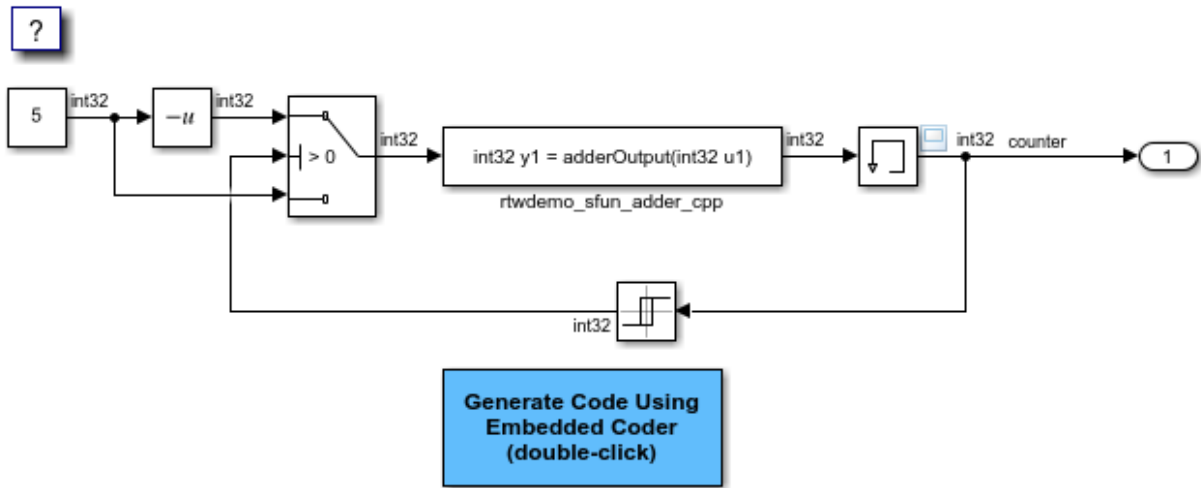 ?
int32
int32
5
−u
> 0
int32
int32 y1 = adderOutput(int32 u1)
int32
int32 counter
1
rtwdemo_sfun_adder_cpp
int32
Generate Code Using
Embedded Coder
(double-click)